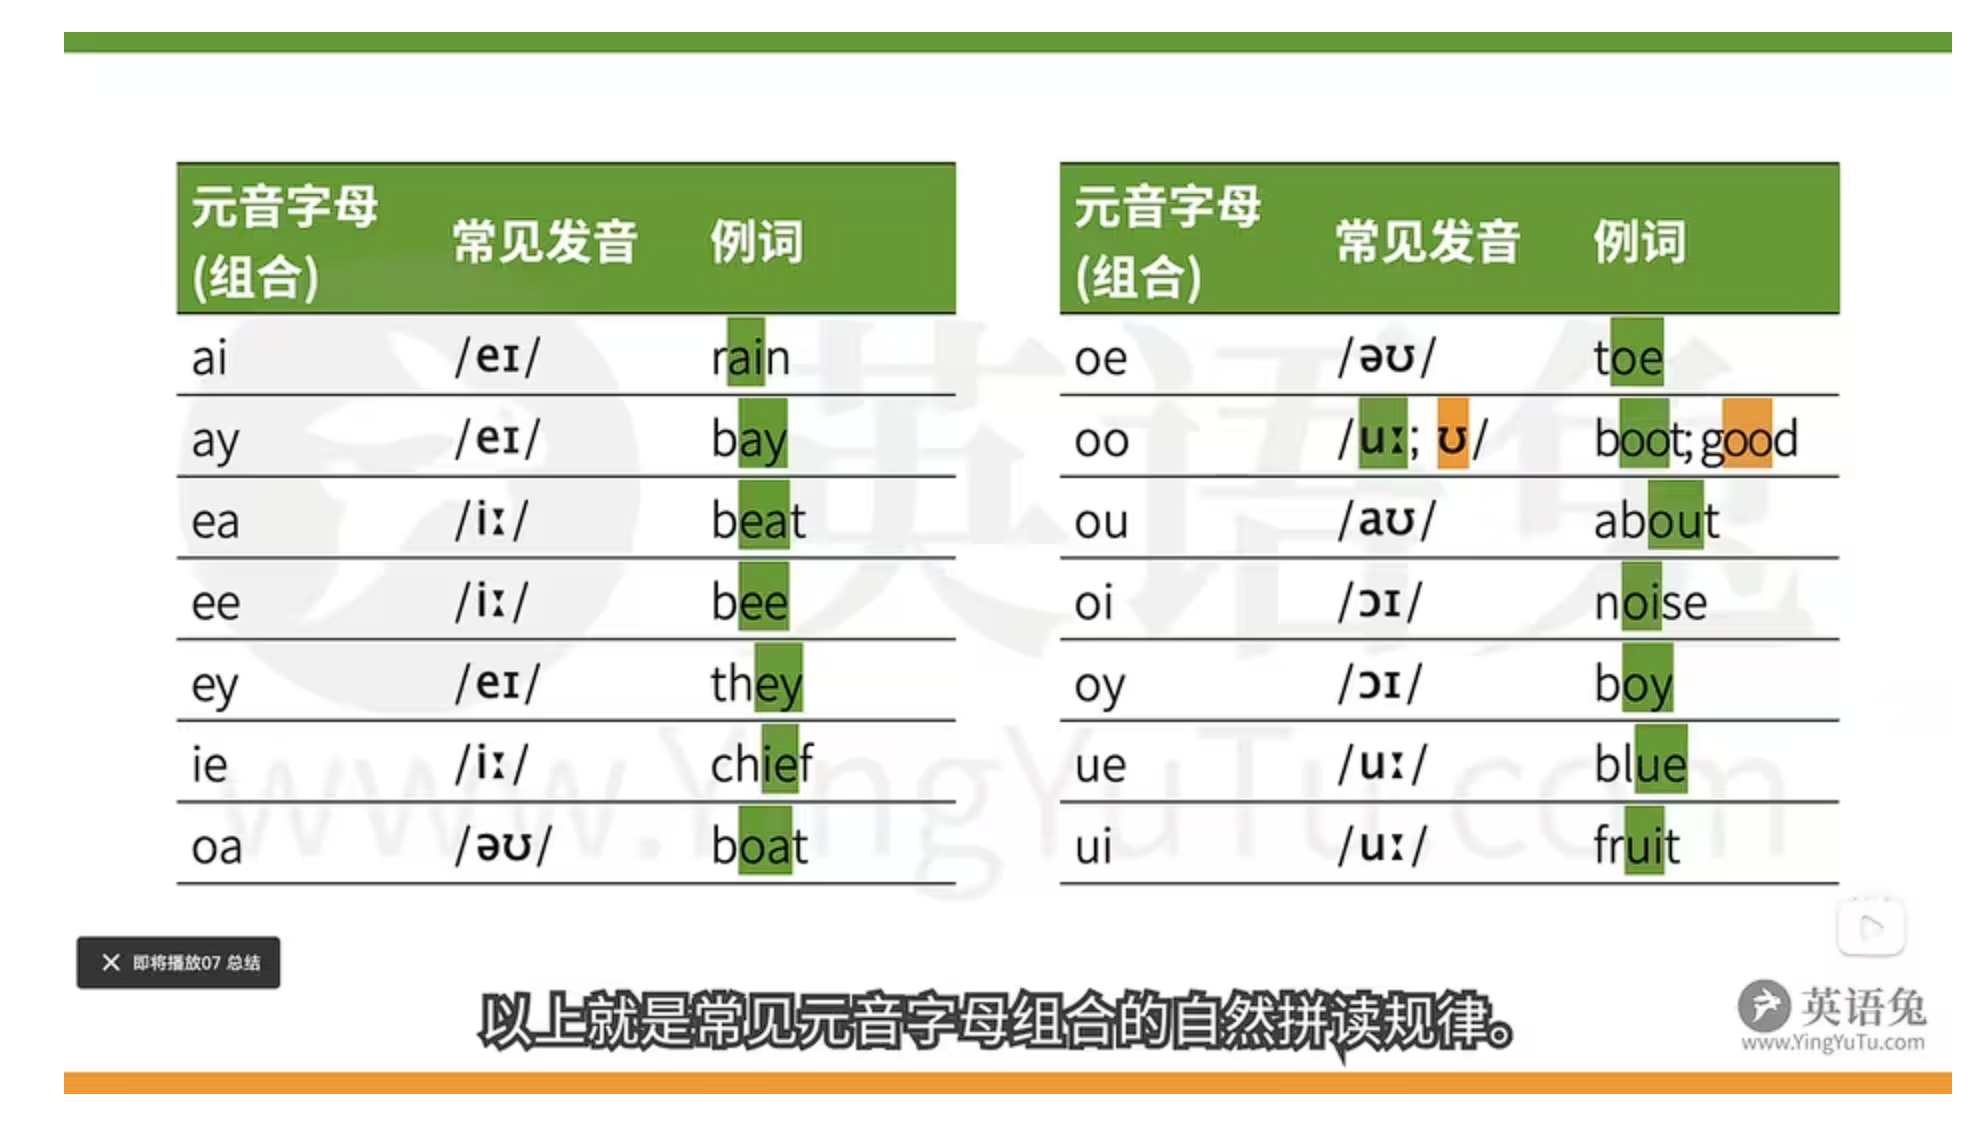 元音字母
(组合) 常见发音 例词
ai /eɪ/ rain
ay /eɪ/ bay
ea /iː/ beat
ee /iː/ bee
ey /eɪ/ they
ie /iː/ chief
oa /əʊ/ boat
元音字母
(组合) 常见发音 例词
oe /əʊ/ toe
oo /uː; ʊ/ boot; good
ou /aʊ/ about
oi /ɔɪ/ noise
oy /ɔɪ/ boy
ue /uː/ blue
ui /uː/ fruit
英语兔
www.YingYuTu.com
× 即将播放07 总结
以上就是常见元音字母组合的自然拼读规律。
英语兔
www.YingYuTu.com